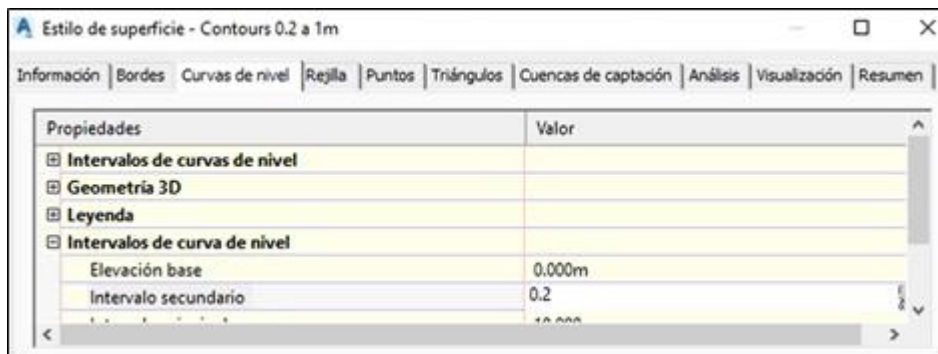 Estilo de superficie - Contours 0.2 a 1m
Información Bordes Curvas de nivel Rejilla Puntos Triángulos Cuencas de captación Análisis Visualización Resumen
Propiedades Valor
Intervalos de curvas de nivel
Geometría 3D
Leyenda
Intervalos de curva de nivel
Elevación base 0.000m
Intervalo secundario 0.2